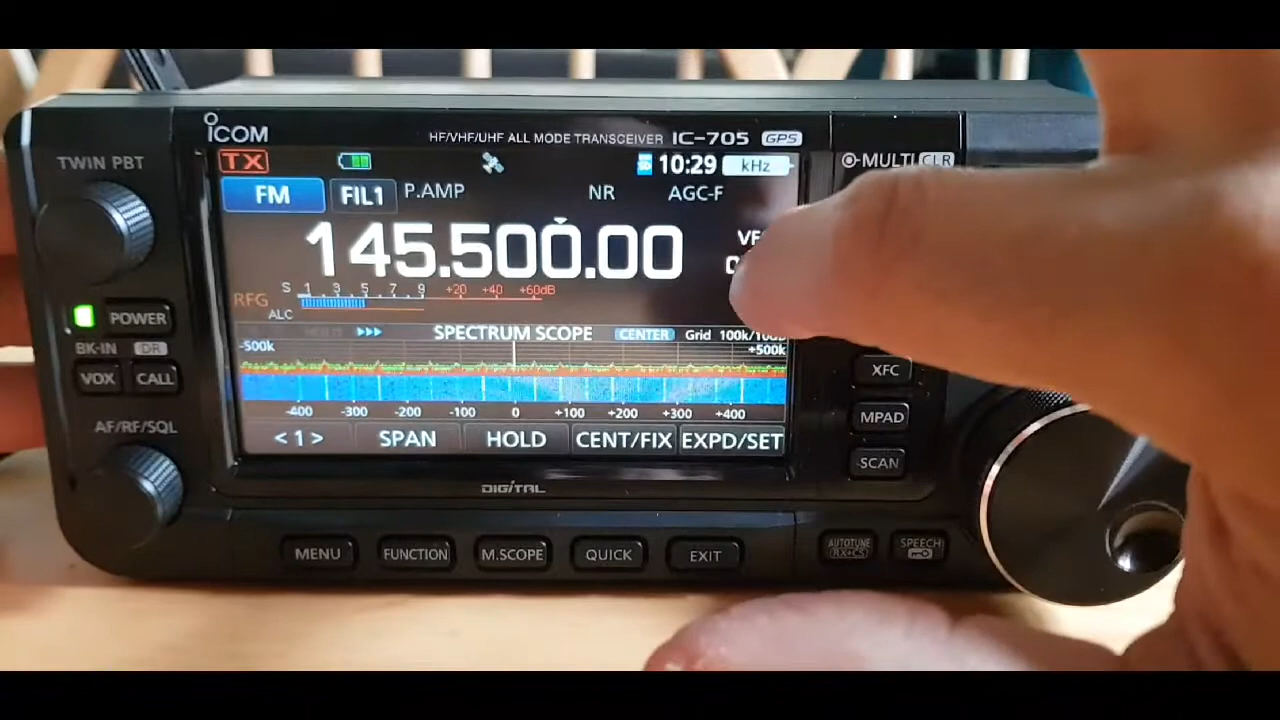 ICOM
HF/VHF/UHF ALL MODE TRANSCEIVER IC-705 GPS
TWIN PBT
TX 10:29 kHz
MULTI CLR
FM FIL1 P.AMP NR AGC-F
145.500.00
S 1 3 5 7 9 +20 +40 +60dB
RFG
ALC
POWER
SPECTRUM SCOPE CENTER Grid 100k/10dB
-500k +500k
BK-IN DR
VOX CALL
XFC
-400 -300 -200 -100 0 +100 +200 +300 +400
MPAD
AF/RF/SQL
<1> SPAN HOLD CENT/FIX EXPD/SET
SCAN
DIGITAL
MENU FUNCTION M.SCOPE QUICK EXIT
AUTOTUNE
RX→CS
SPEECH